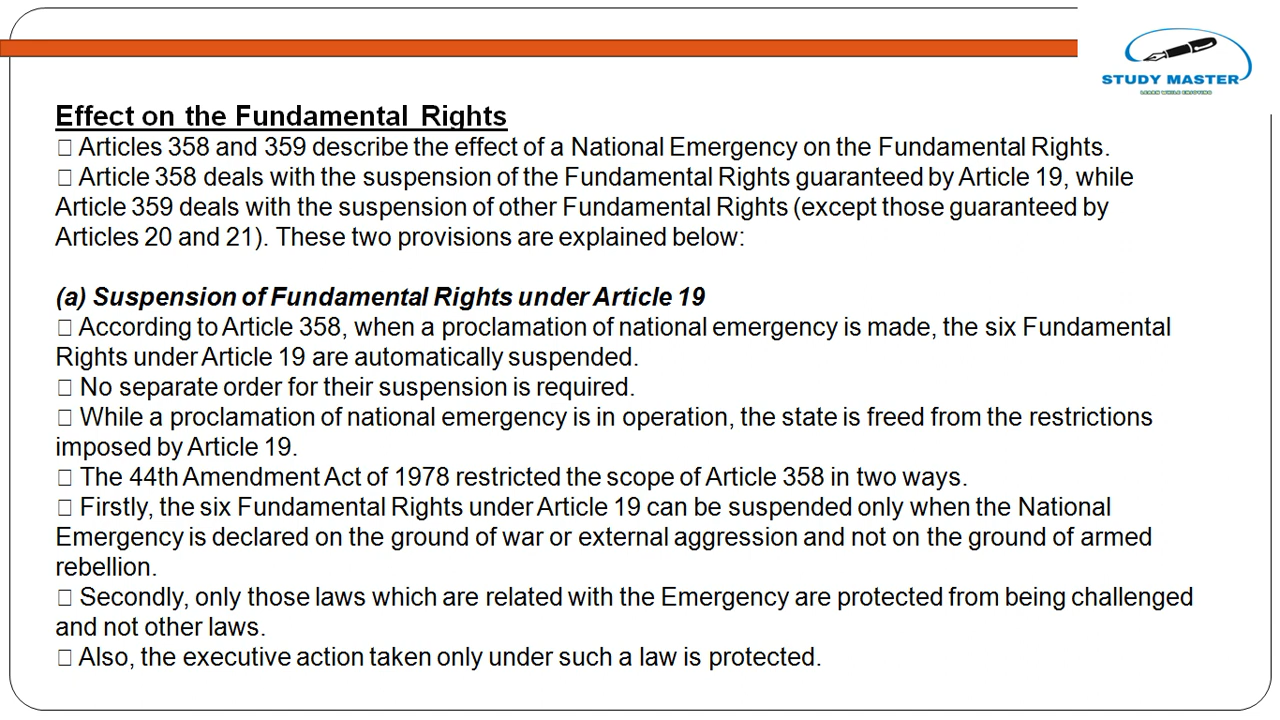 STUDY MASTER
LEARN WHILE ENJOYING
Effect on the Fundamental Rights
□ Articles 358 and 359 describe the effect of a National Emergency on the Fundamental Rights.
□ Article 358 deals with the suspension of the Fundamental Rights guaranteed by Article 19, while
Article 359 deals with the suspension of other Fundamental Rights (except those guaranteed by
Articles 20 and 21). These two provisions are explained below:
(a) Suspension of Fundamental Rights under Article 19
□ According to Article 358, when a proclamation of national emergency is made, the six Fundamental
Rights under Article 19 are automatically suspended.
□ No separate order for their suspension is required.
□ While a proclamation of national emergency is in operation, the state is freed from the restrictions
imposed by Article 19.
□ The 44th Amendment Act of 1978 restricted the scope of Article 358 in two ways.
□ Firstly, the six Fundamental Rights under Article 19 can be suspended only when the National
Emergency is declared on the ground of war or external aggression and not on the ground of armed
rebellion.
□ Secondly, only those laws which are related with the Emergency are protected from being challenged
and not other laws.
□ Also, the executive action taken only under such a law is protected.